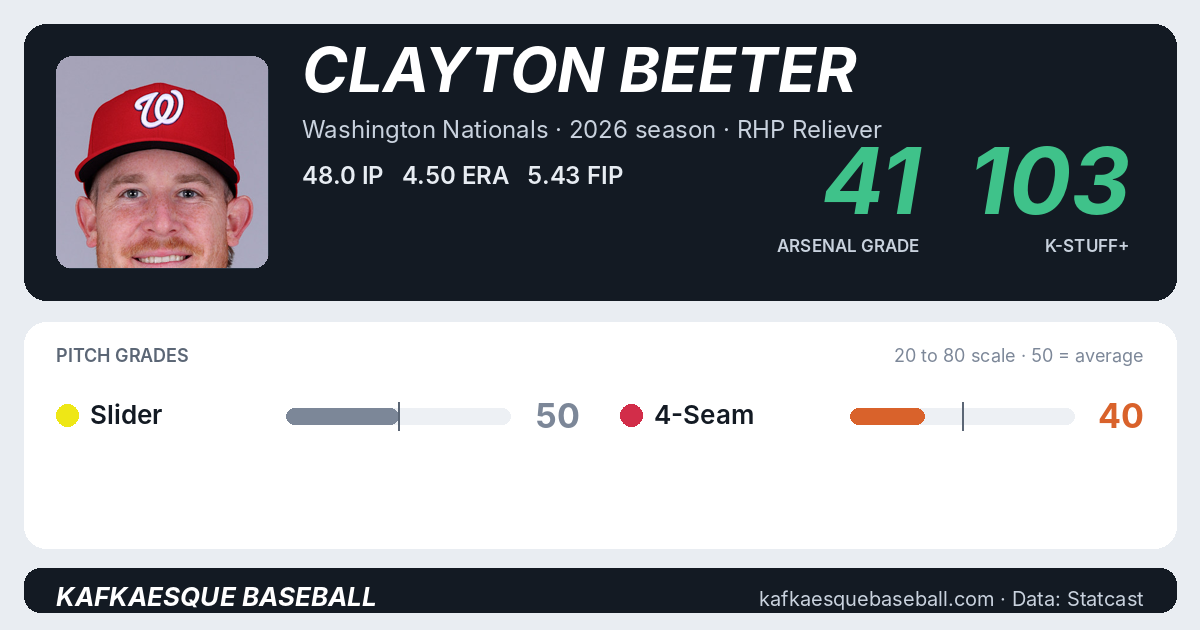 CLAYTON BEETER
Washington Nationals · 2026 season · RHP Reliever
48.0 IP 4.50 ERA 5.43 FIP
41 103
ARSENAL GRADE K-STUFF+
W
PITCH GRADES 20 to 80 scale · 50 = average
Slider 50 4-Seam 40
KAFKAESQUE BASEBALL kafkaesquebaseball.com · Data: Statcast